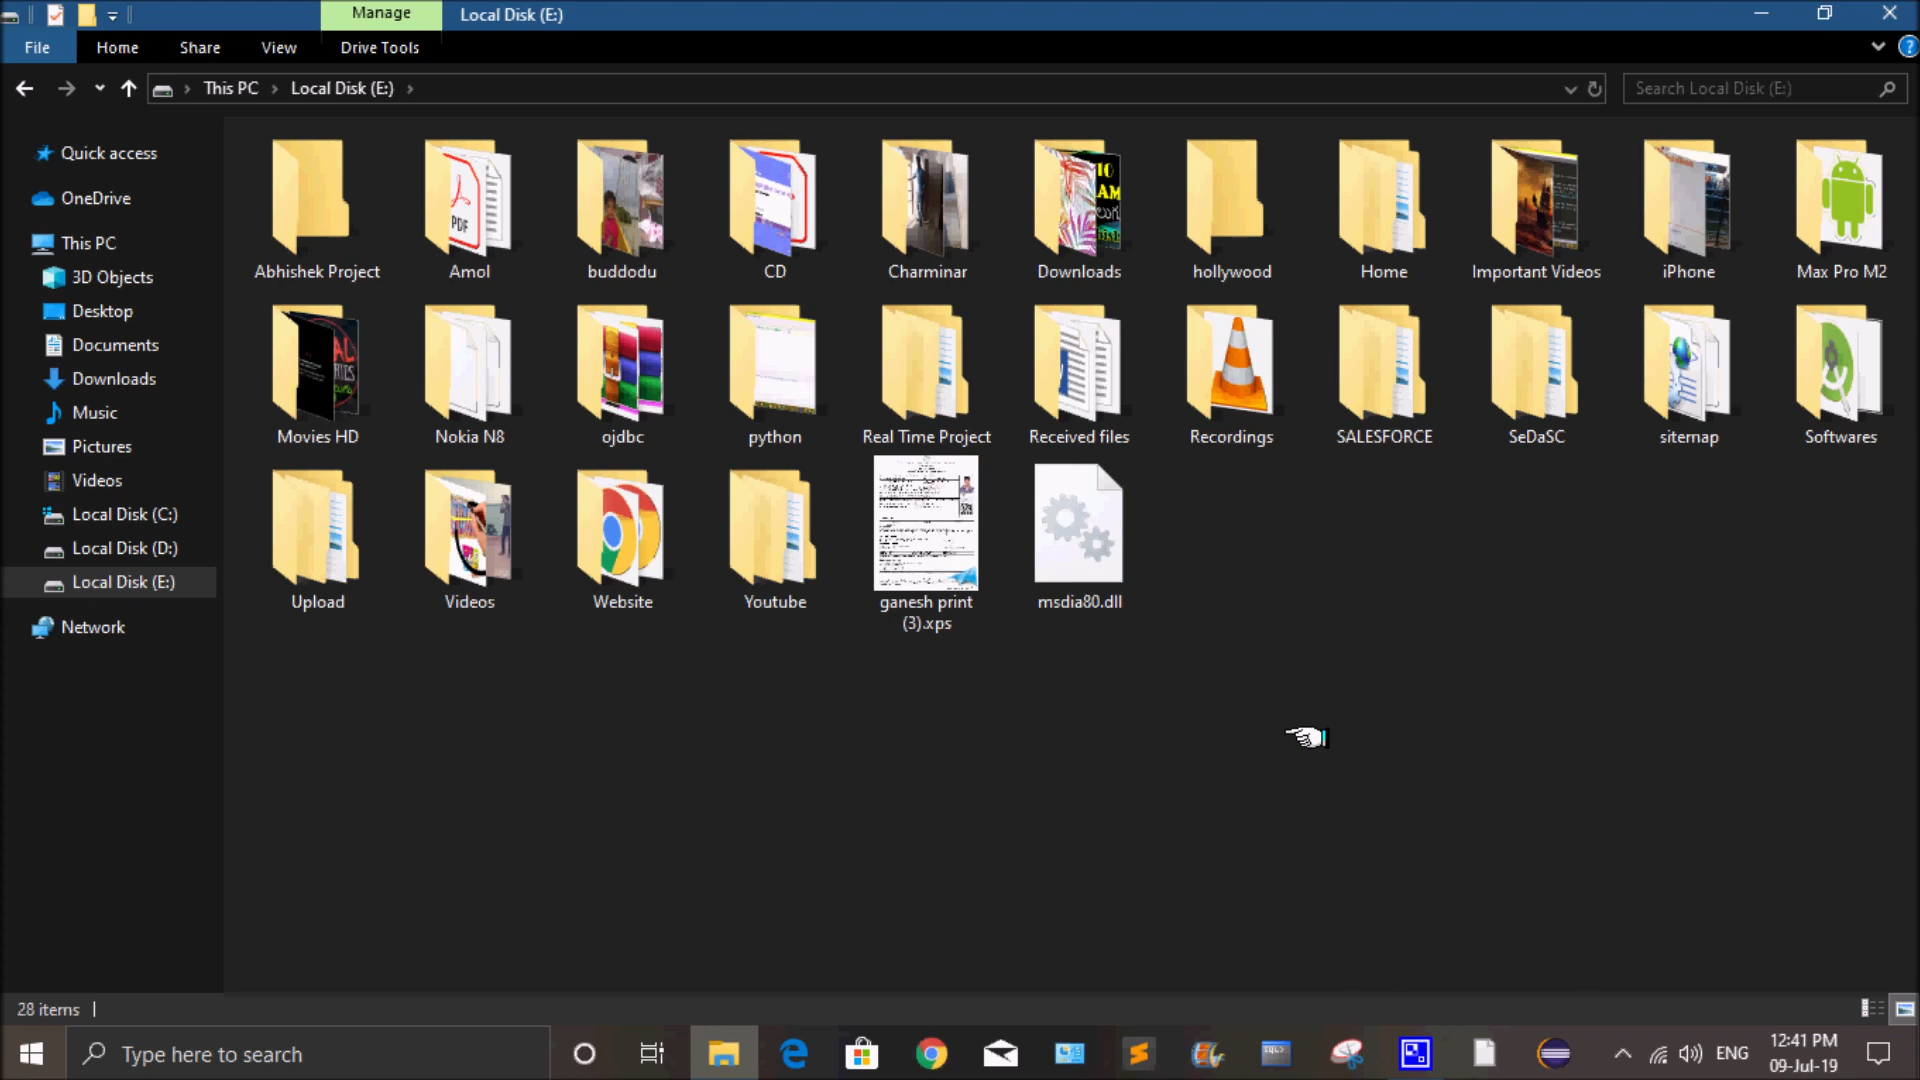 Manage
Local Disk (E:)
File
Home
Share
View
Drive Tools
This PC
Local Disk (E:)
Search Local Disk (E:)
Quick access
OneDrive
This PC
3D Objects
Desktop
Documents
Downloads
Music
Pictures
Videos
Local Disk (C:)
Local Disk (D:)
Local Disk (E:)
Network
PDF
Abhishek Project
Amol
buddodu
CD
Charminar
Downloads
hollywood
Home
Important Videos
iPhone
Max Pro M2
Movies HD
Nokia N8
ojdbc
python
Real Time Project
Received files
Recordings
SALESFORCE
SeDaSC
sitemap
Softwares
Upload
Videos
Website
Youtube
ganesh print
(3).xps
msdia80.dll
28 items
Type here to search
ENG
12:41 PM
09-Jul-19